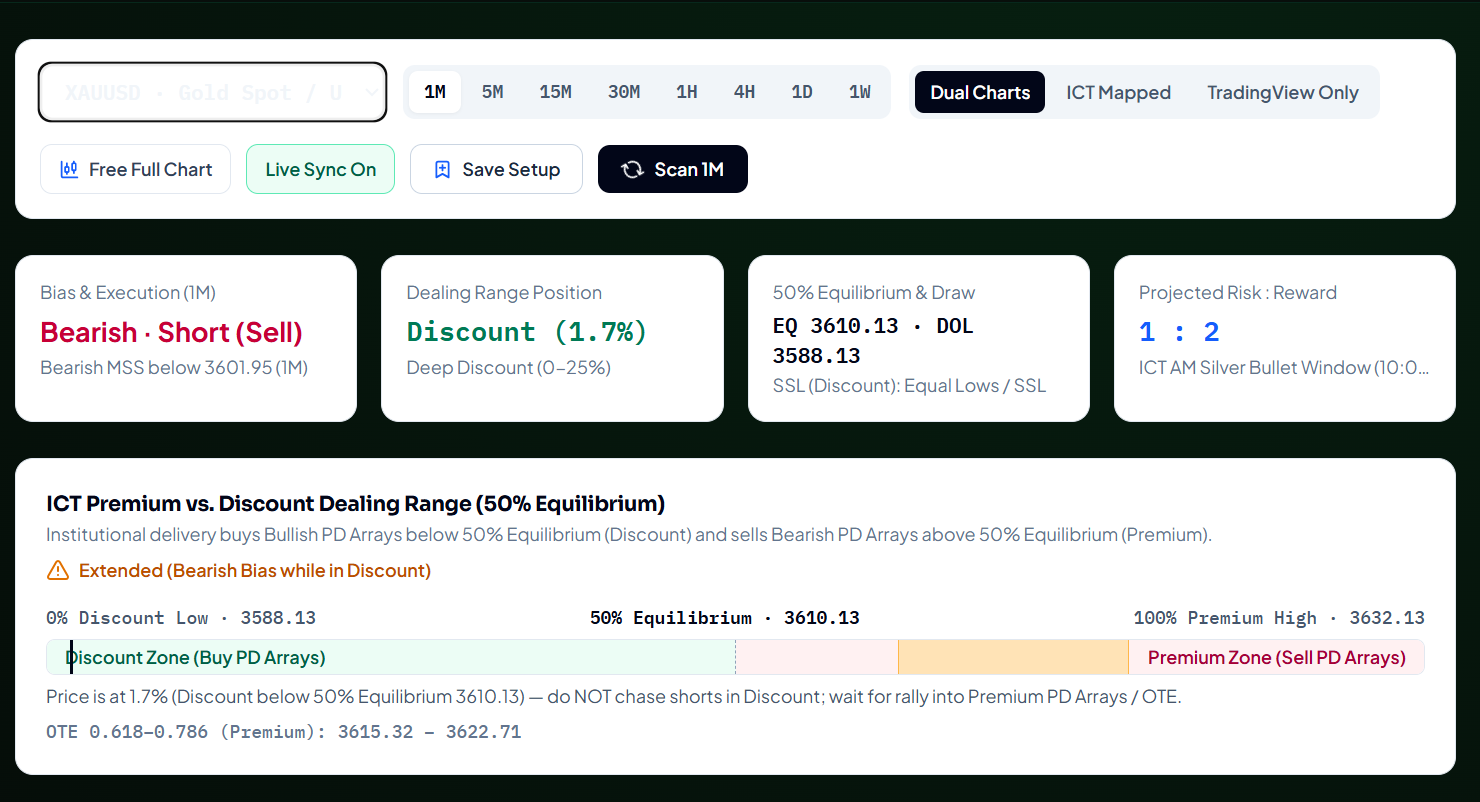 XAUUSD · Gold Spot / U
1M 5M 15M 30M 1H 4H 1D 1W
Dual Charts ICT Mapped TradingView Only
Free Full Chart Live Sync On Save Setup Scan 1M
Bias & Execution (1M)
Bearish · Short (Sell)
Bearish MSS below 3601.95 (1M)
Dealing Range Position
Discount (1.7%)
Deep Discount (0–25%)
50% Equilibrium & Draw
EQ 3610.13 · DOL
3588.13
SSL (Discount): Equal Lows / SSL
Projected Risk : Reward
1 : 2
ICT AM Silver Bullet Window (10:0...
ICT Premium vs. Discount Dealing Range (50% Equilibrium)
Institutional delivery buys Bullish PD Arrays below 50% Equilibrium (Discount) and sells Bearish PD Arrays above 50% Equilibrium (Premium).
Extended (Bearish Bias while in Discount)
0% Discount Low · 3588.13 50% Equilibrium · 3610.13 100% Premium High · 3632.13
Discount Zone (Buy PD Arrays) Premium Zone (Sell PD Arrays)
Price is at 1.7% (Discount below 50% Equilibrium 3610.13) — do NOT chase shorts in Discount; wait for rally into Premium PD Arrays / OTE.
OTE 0.618–0.786 (Premium): 3615.32 – 3622.71